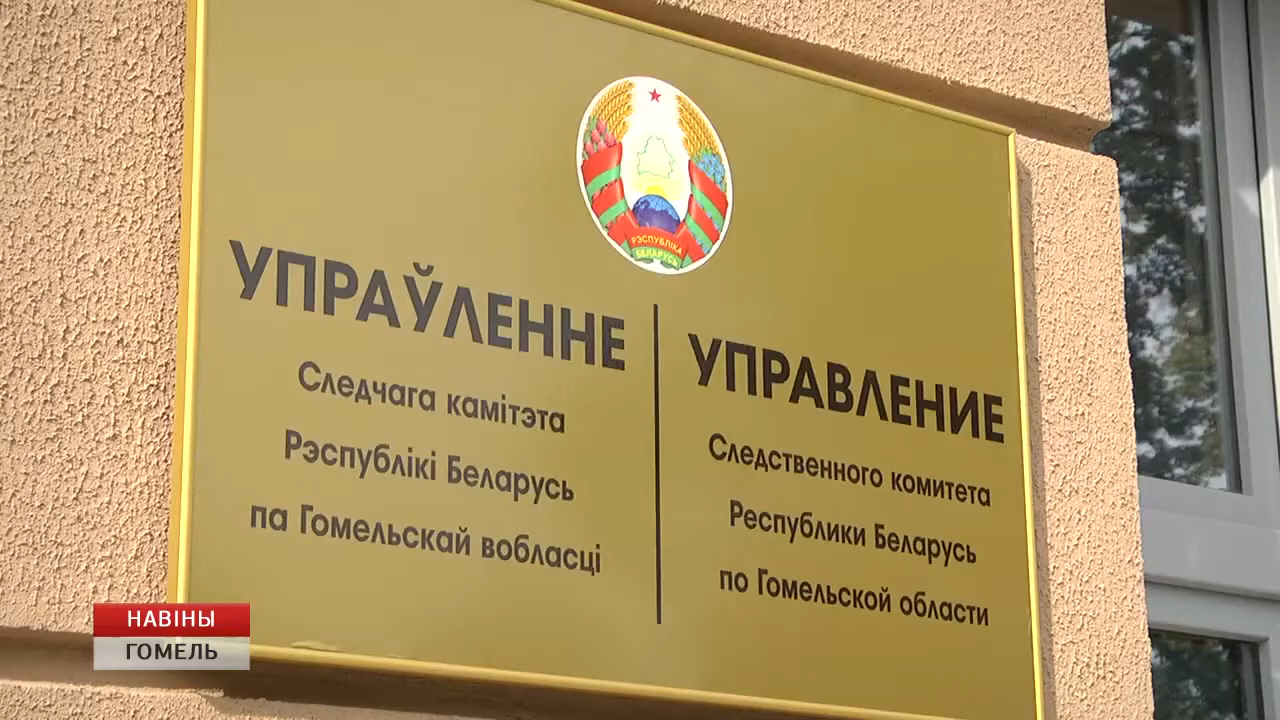 РЭСПУБЛІКА
БЕЛАРУСЬ
УПРАЎЛЕННЕ
Следчага камітэта
Рэспублікі Беларусь
па Гомельскай вобласці
УПРАВЛЕНИЕ
Следственного комитета
Республики Беларусь
по Гомельской области
НАВІНЫ
ГОМЕЛЬ